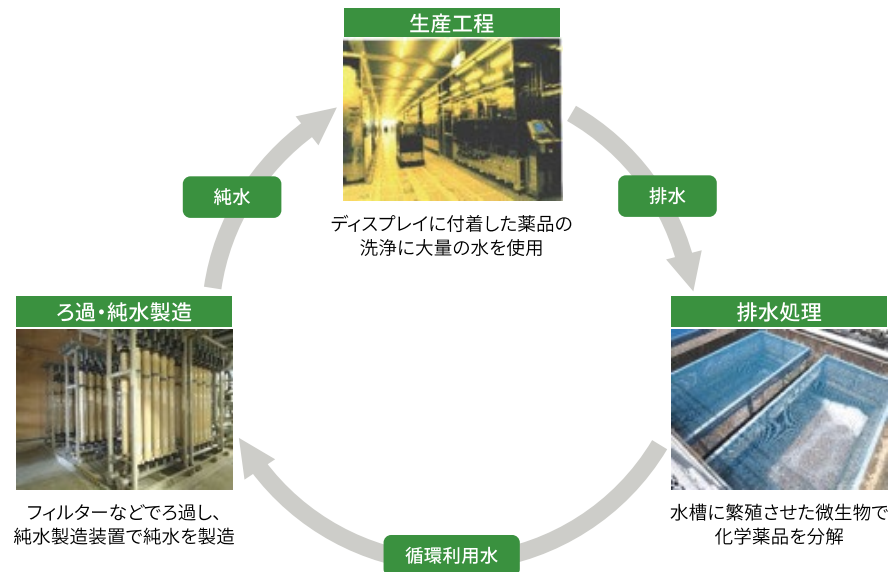 生産工程
純水
排水
ディスプレイに付着した薬品の
洗浄に大量の水を使用
ろ過・純水製造
排水処理
フィルターなどでろ過し、
純水製造装置で純水を製造
水槽に繁殖させた微生物で
化学薬品を分解
循環利用水